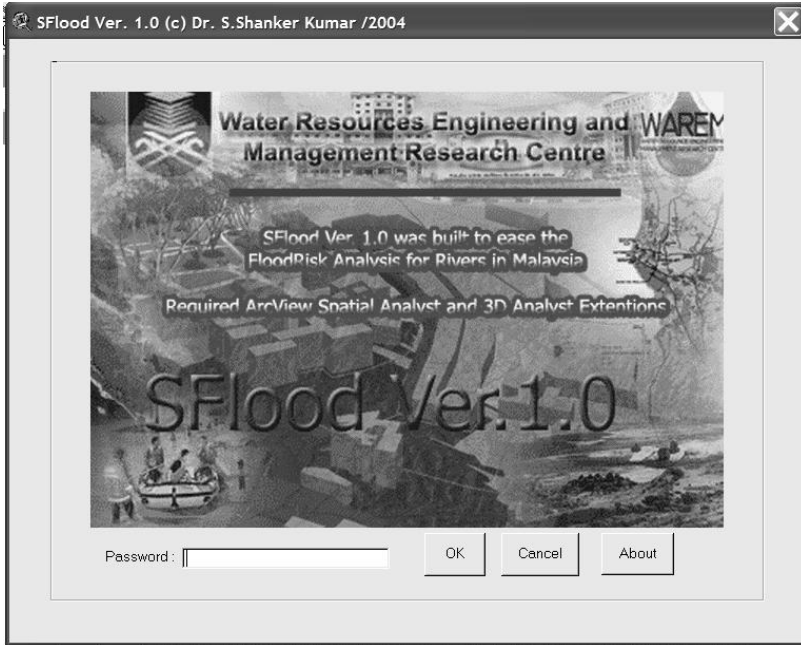 SFlood Ver. 1.0 (c) Dr. S.Shanker Kumar /2004
Water Resources Engineering and
Management Research Centre
WAREM
SFlood Ver. 1.0 was built to ease the
FloodRisk Analysis for Rivers in Malaysia
Required ArcView Spatial Analyst and 3D Analyst Extentions
SFlood Ver.1.0
Password :
OK
Cancel
About